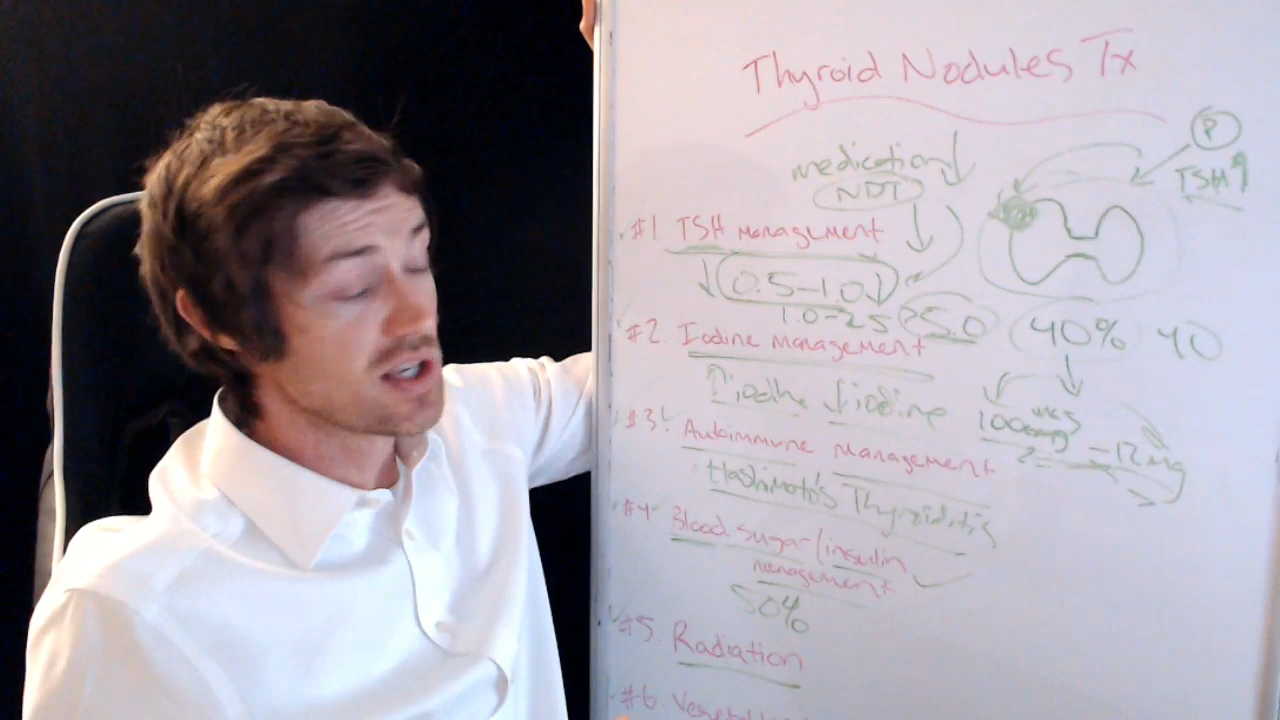 Thyroid Nodules Tx
medication ↓
NDT
P
TSH ↑
#1 TSH management
↓ 0.5-1.0 ↓
1.0-2.5 >5.0
40% 40
#2. Iodine management
↑iodine ↓iodine
100 mcg
-12mg
#3. Autoimmune management
Hashimoto's Thyroiditis
#4 Blood sugar/insulin
management
50%
#5. Radiation
#6.